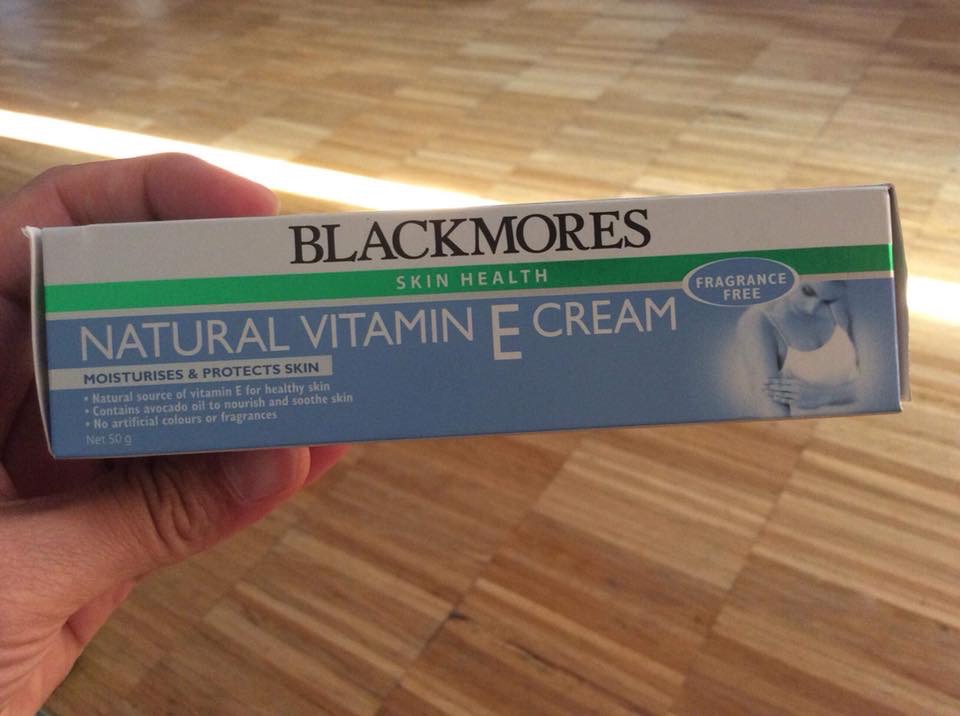 BLACKMORES
SKIN HEALTH
FRAGRANCE
FREE
NATURAL VITAMIN E CREAM
MOISTURISES & PROTECTS SKIN
• Natural source of vitamin E for healthy skin
• Contains avocado oil to nourish and soothe skin
• No artificial colours or fragrances
Net 50 g